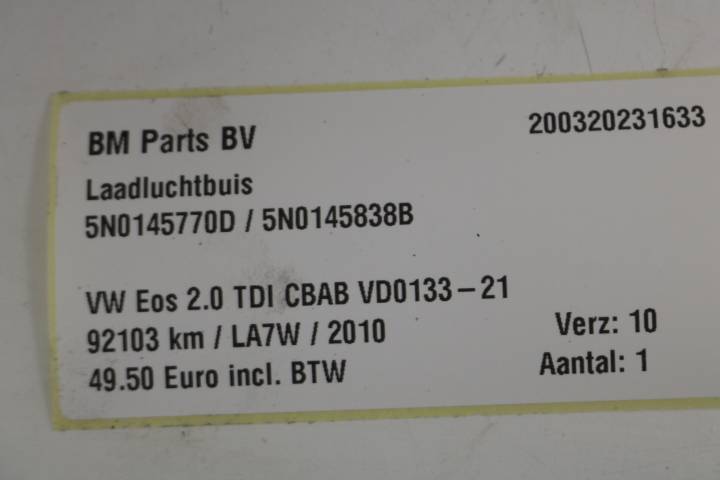 BM Parts BV 200320231633
Laadluchtbuis
5N0145770D / 5N0145838B
VW Eos 2.0 TDI CBAB VD0133-21
92103 km / LA7W / 2010 Verz: 10
49.50 Euro incl. BTW Aantal: 1